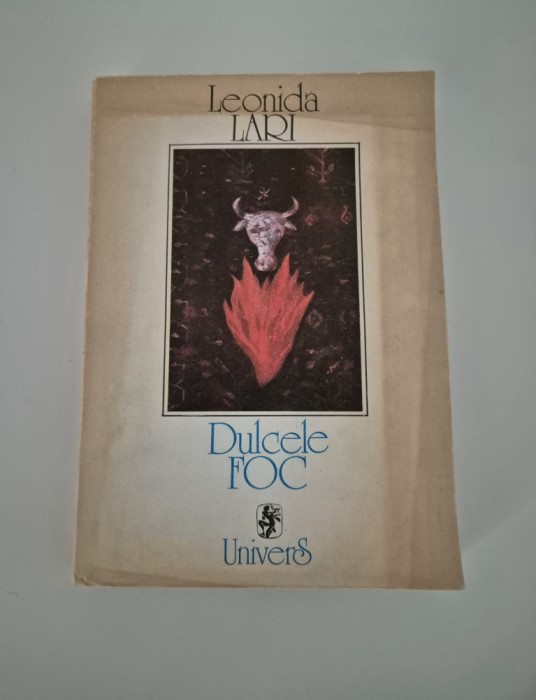 Leonida
LARI
Dulcele
FOC
Univers